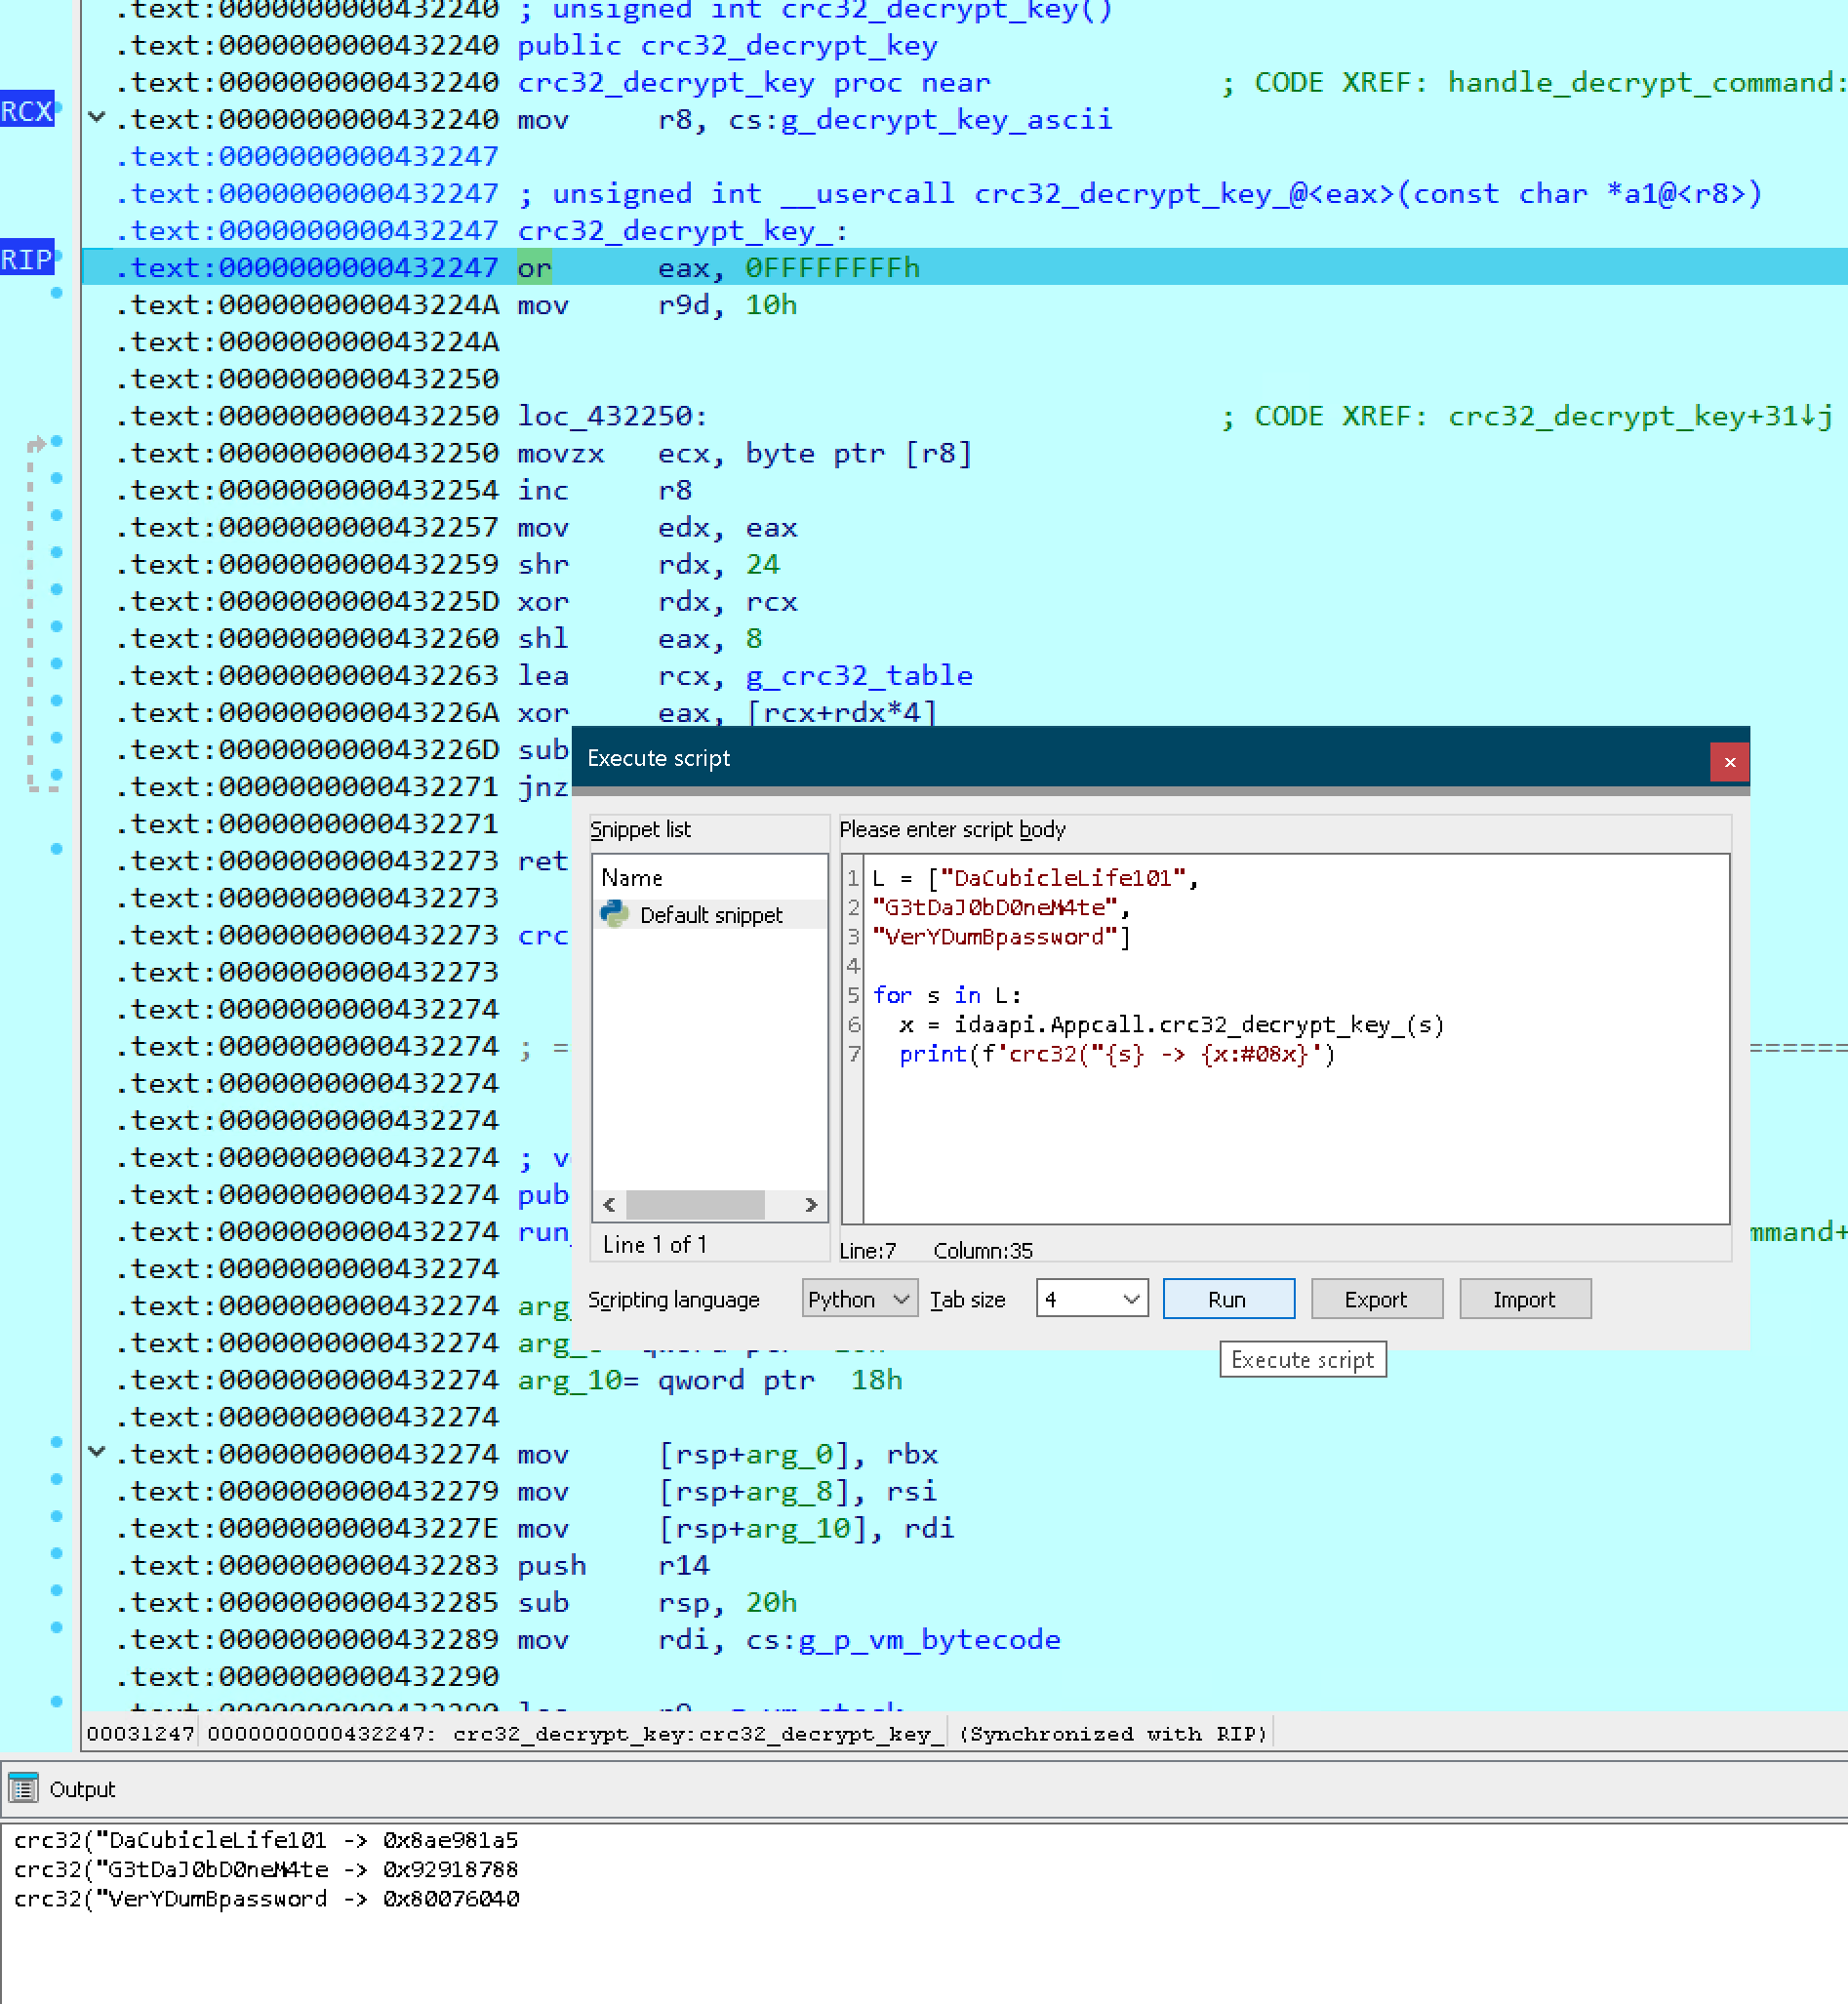 .text:0000000000432240 ; unsigned int crc32_decrypt_key()
.text:0000000000432240 public crc32_decrypt_key
.text:0000000000432240 crc32_decrypt_key proc near ; CODE XREF: handle_decrypt_command:
RCX
.text:0000000000432240 mov r8, cs:g_decrypt_key_ascii
.text:0000000000432247
.text:0000000000432247 ; unsigned int __usercall crc32_decrypt_key_@<eax>(const char *a1@<r8>)
.text:0000000000432247 crc32_decrypt_key_:
RIP
.text:0000000000432247 or eax, 0FFFFFFFFh
.text:000000000043224A mov r9d, 10h
.text:000000000043224A
.text:0000000000432250
.text:0000000000432250 loc_432250: ; CODE XREF: crc32_decrypt_key+31↓j
.text:0000000000432250 movzx ecx, byte ptr [r8]
.text:0000000000432254 inc r8
.text:0000000000432257 mov edx, eax
.text:0000000000432259 shr rdx, 24
.text:000000000043225D xor rdx, rcx
.text:0000000000432260 shl eax, 8
.text:0000000000432263 lea rcx, g_crc32_table
.text:000000000043226A xor eax, [rcx+rdx*4]
.text:000000000043226D sub
.text:0000000000432271 jnz
.text:0000000000432271
.text:0000000000432273 ret
.text:0000000000432273
.text:0000000000432273 crc
.text:0000000000432273
.text:0000000000432274
.text:0000000000432274 ; = ======
.text:0000000000432274
.text:0000000000432274
.text:0000000000432274 ; v
.text:0000000000432274 pub
.text:0000000000432274 run_ mmand+
.text:0000000000432274
.text:0000000000432274 arg_
.text:0000000000432274 arg_
.text:0000000000432274 arg_10= qword ptr 18h
.text:0000000000432274
.text:0000000000432274 mov [rsp+arg_0], rbx
.text:0000000000432279 mov [rsp+arg_8], rsi
.text:000000000043227E mov [rsp+arg_10], rdi
.text:0000000000432283 push r14
.text:0000000000432285 sub rsp, 20h
.text:0000000000432289 mov rdi, cs:g_p_vm_bytecode
.text:0000000000432290
Execute script
×
Snippet list
Name
Default snippet
Line 1 of 1
Please enter script body
1 L = ["DaCubicleLife101",
2 "G3tDaJ0bD0neM4te",
3 "VerYDumBpassword"]
4
5 for s in L:
6 x = idaapi.Appcall.crc32_decrypt_key_(s)
7 print(f'crc32("{s} -> {x:#08x}')
Line:7 Column:35
Scripting language Python Tab size 4 Run Export Import
Execute script
00031247 0000000000432247: crc32_decrypt_key:crc32_decrypt_key_ (Synchronized with RIP)
Output
crc32("DaCubicleLife101 -> 0x8ae981a5
crc32("G3tDaJ0bD0neM4te -> 0x92918788
crc32("VerYDumBpassword -> 0x80076040